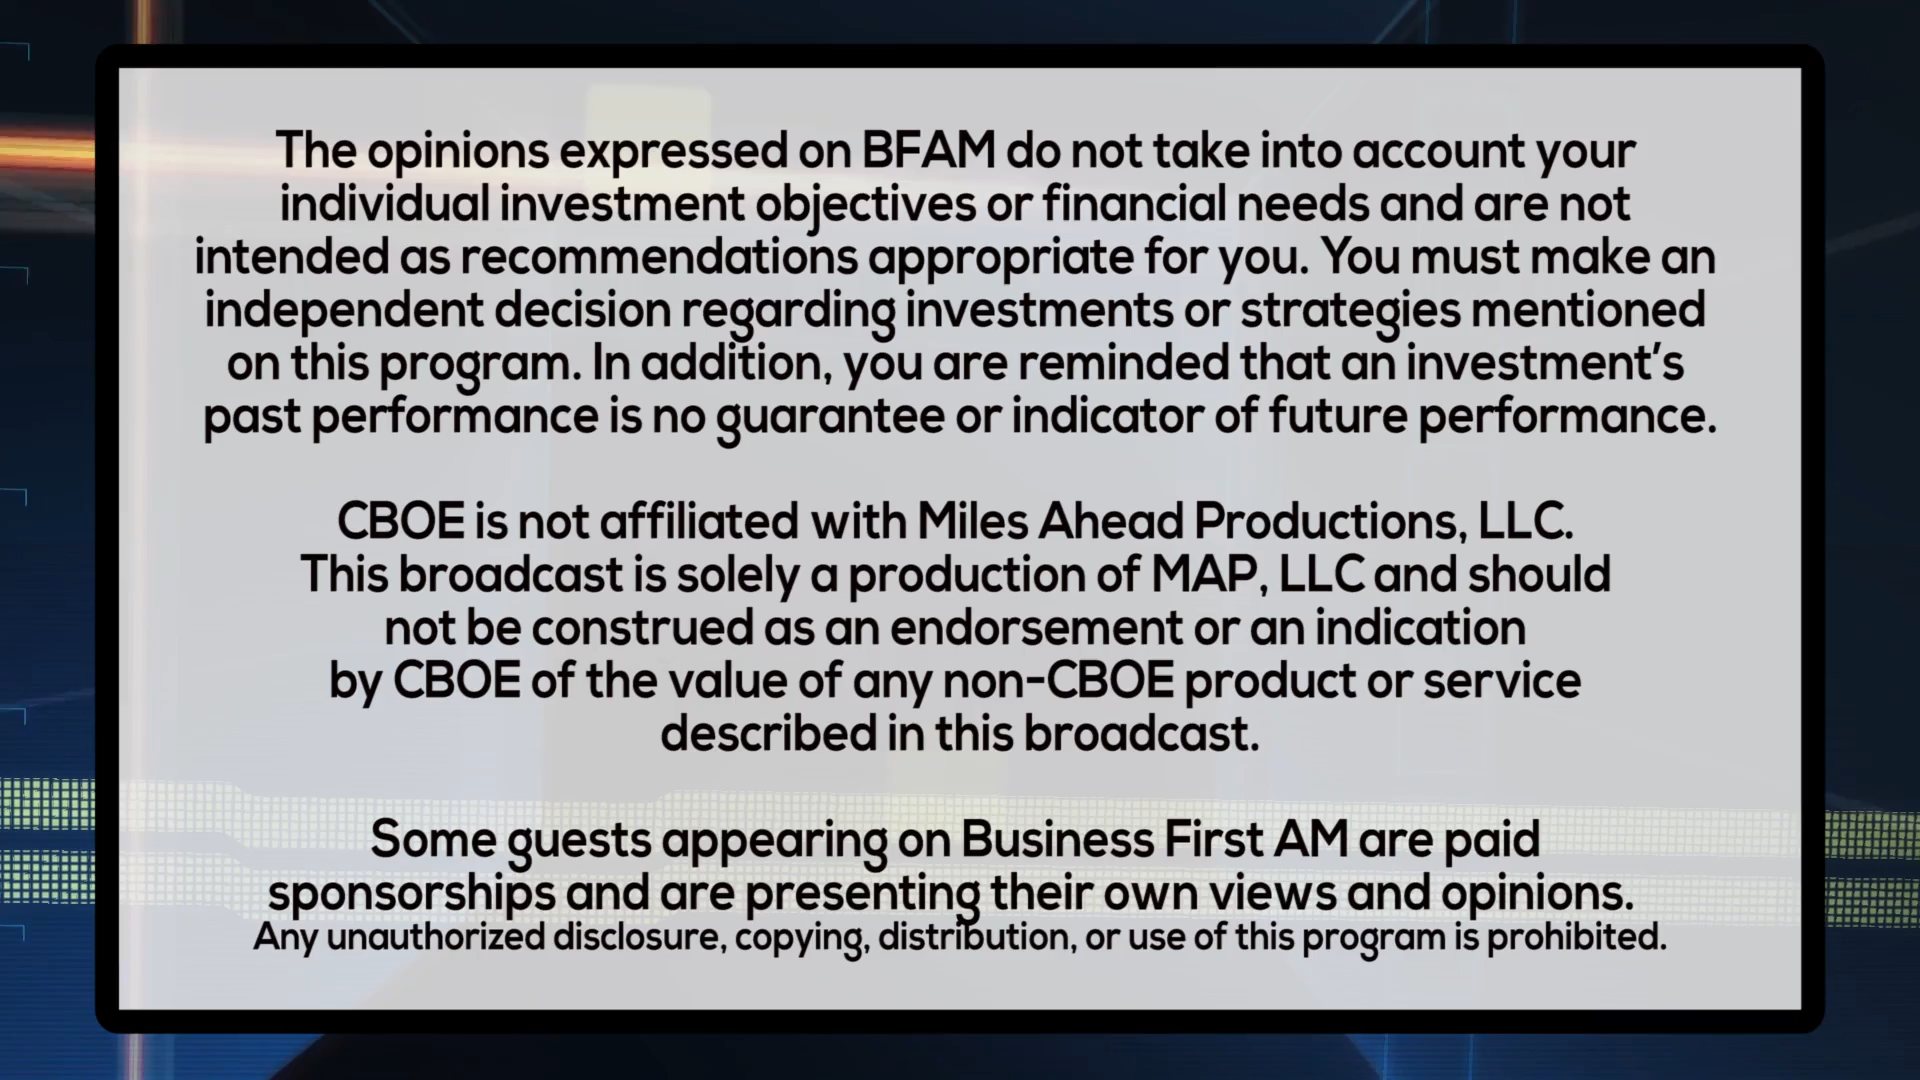 The opinions expressed on BFAM do not take into account your
individual investment objectives or financial needs and are not
intended as recommendations appropriate for you. You must make an
independent decision regarding investments or strategies mentioned
on this program. In addition, you are reminded that an investment’s
past performance is no guarantee or indicator of future performance.
CBOE is not affiliated with Miles Ahead Productions, LLC.
This broadcast is solely a production of MAP, LLC and should
not be construed as an endorsement or an indication
by CBOE of the value of any non-CBOE product or service
described in this broadcast.
Some guests appearing on Business First AM are paid
sponsorships and are presenting their own views and opinions.
Any unauthorized disclosure, copying, distribution, or use of this program is prohibited.